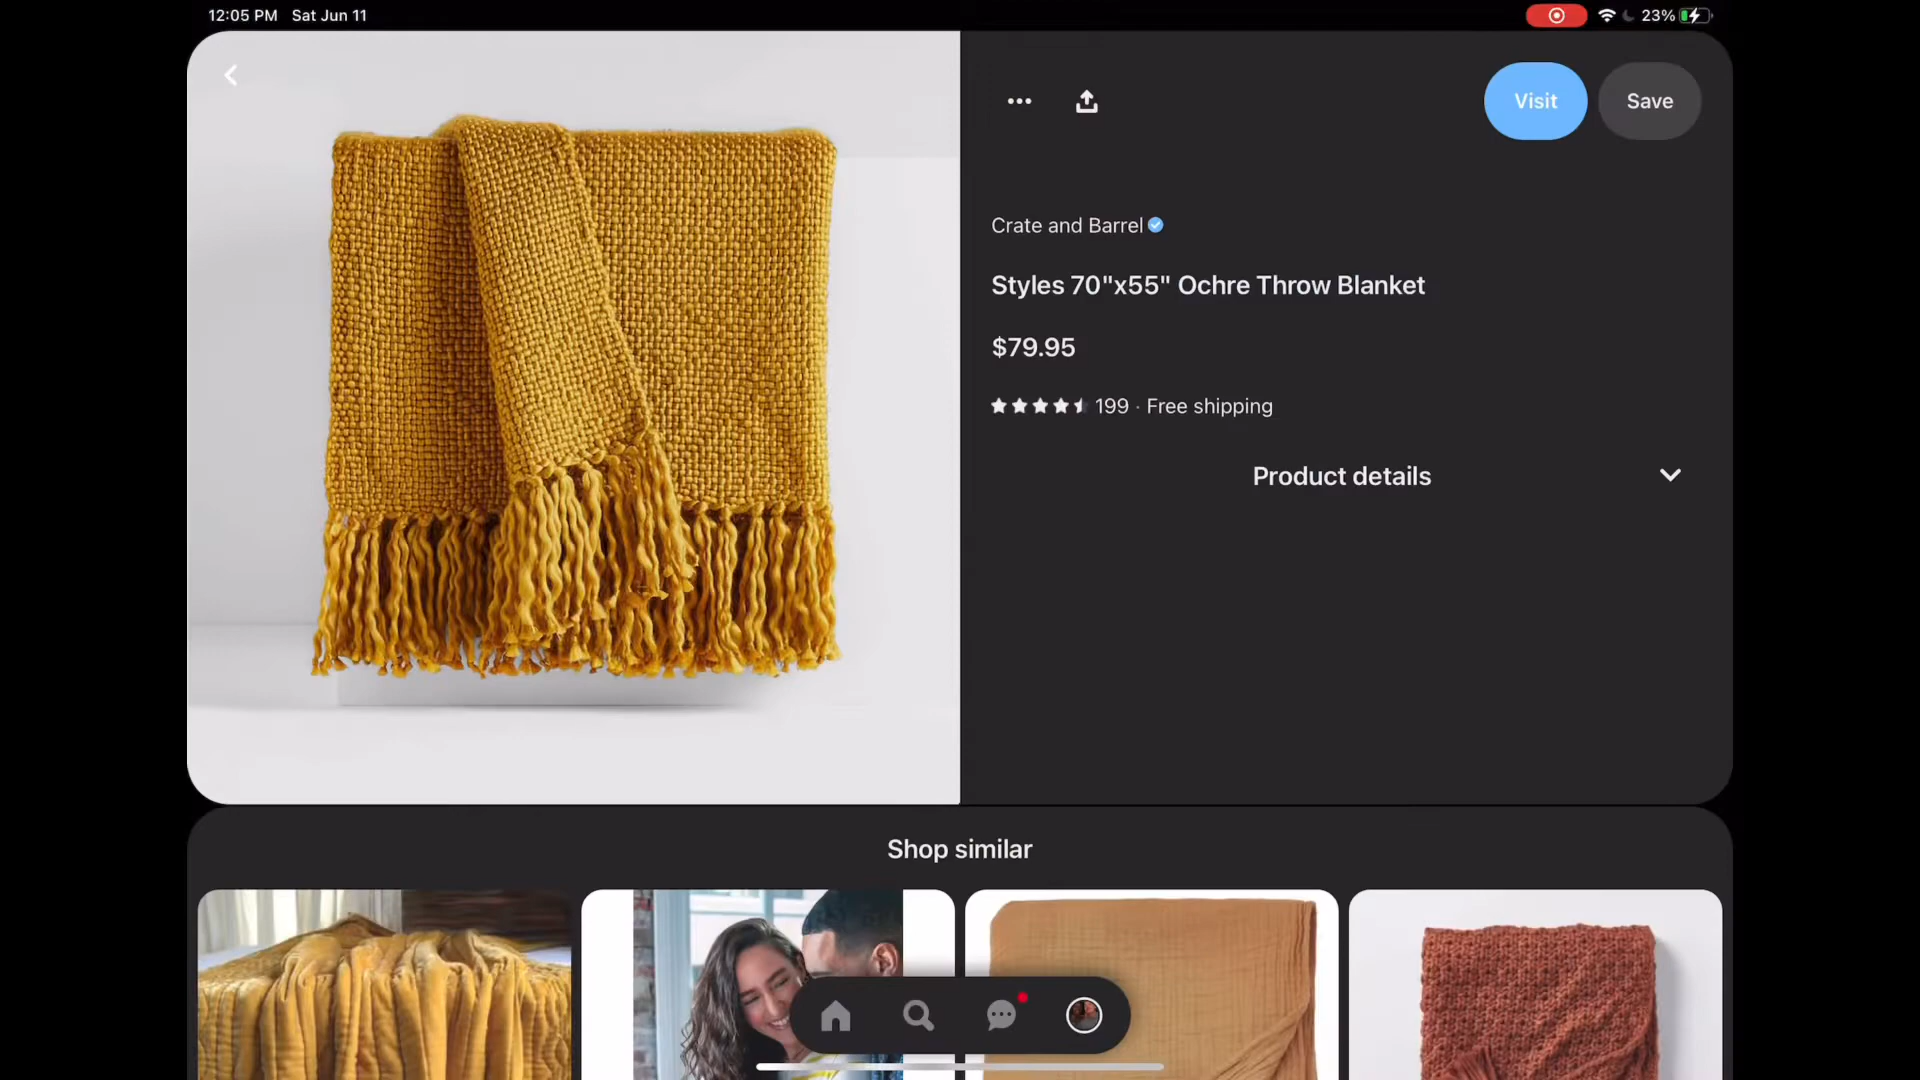 12:05 PM Sat Jun 11
23%
Visit
Save
Crate and Barrel
Styles 70"x55" Ochre Throw Blanket
$79.95
199 · Free shipping
Product details
Shop similar